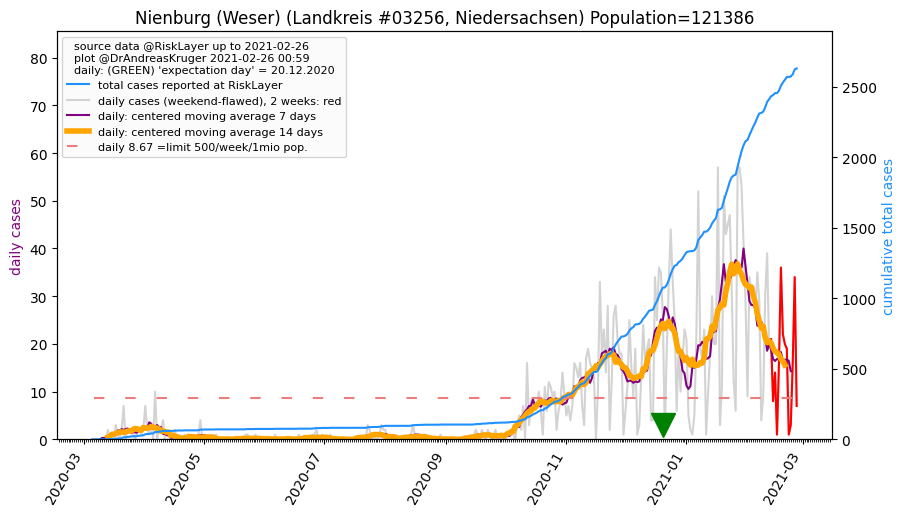 Nienburg (Weser) (Landkreis #03256, Niedersachsen) Population=121386
source data @RiskLayer up to 2021-02-26
plot @DrAndreasKruger 2021-02-26 00:59
daily: (GREEN) 'expectation day' = 20.12.2020
total cases reported at RiskLayer
daily cases (weekend-flawed), 2 weeks: red
daily: centered moving average 7 days
daily: centered moving average 14 days
daily 8.67 =limit 500/week/1mio pop.
daily cases
80
70
60
50
40
30
20
10
0
cumulative total cases
2500
2000
1500
1000
500
0
2020-03
2020-05
2020-07
2020-09
2020-11
2021-01
2021-03